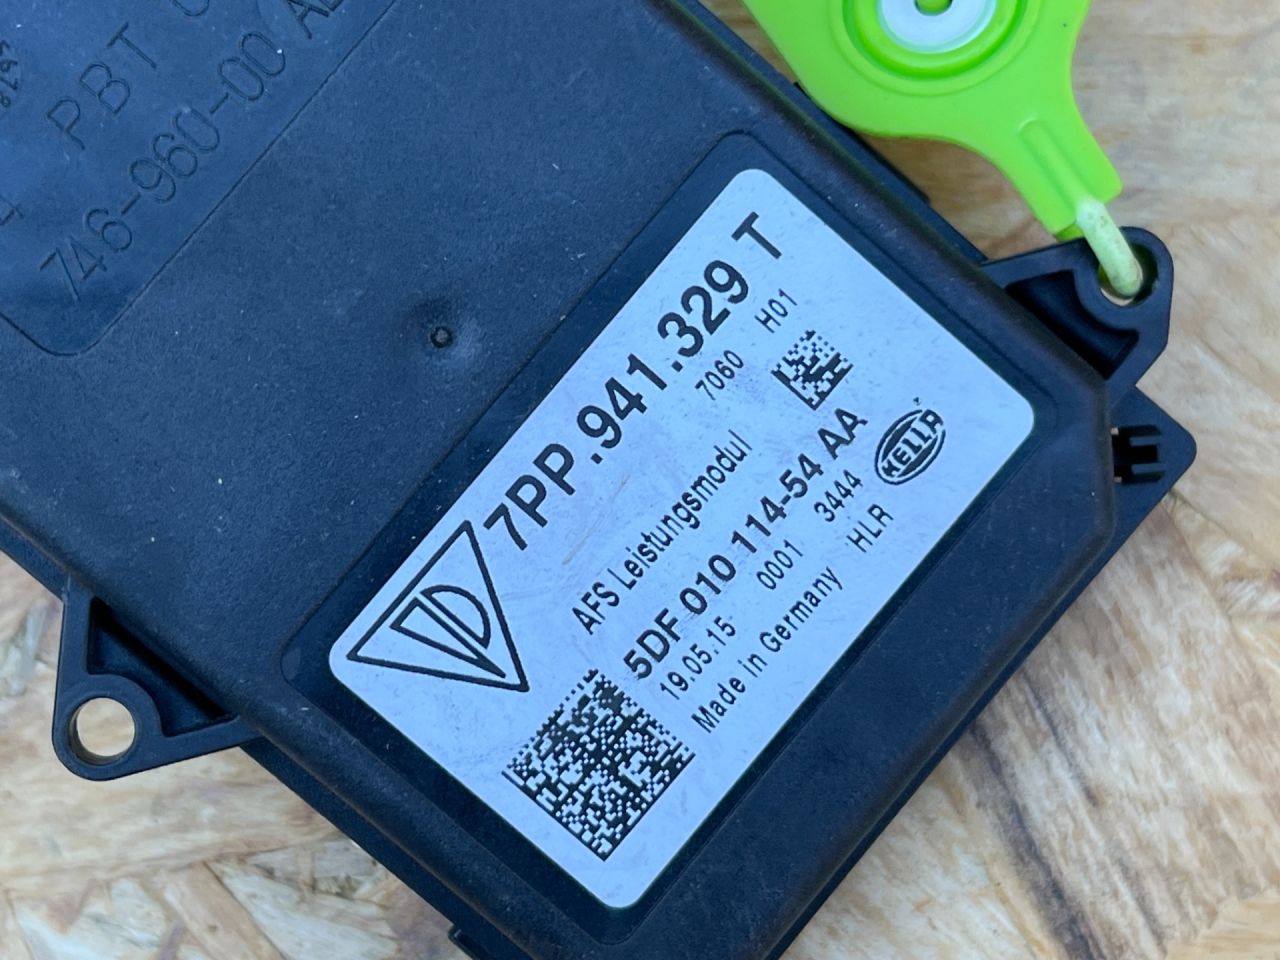 PBT
746-960-00
7PP.941.329 T
7060 H01
AFS Leistungsmodul
5DF 010 114-54 AA
19.05.15 0001 3444
Made in Germany HLR
HELLA